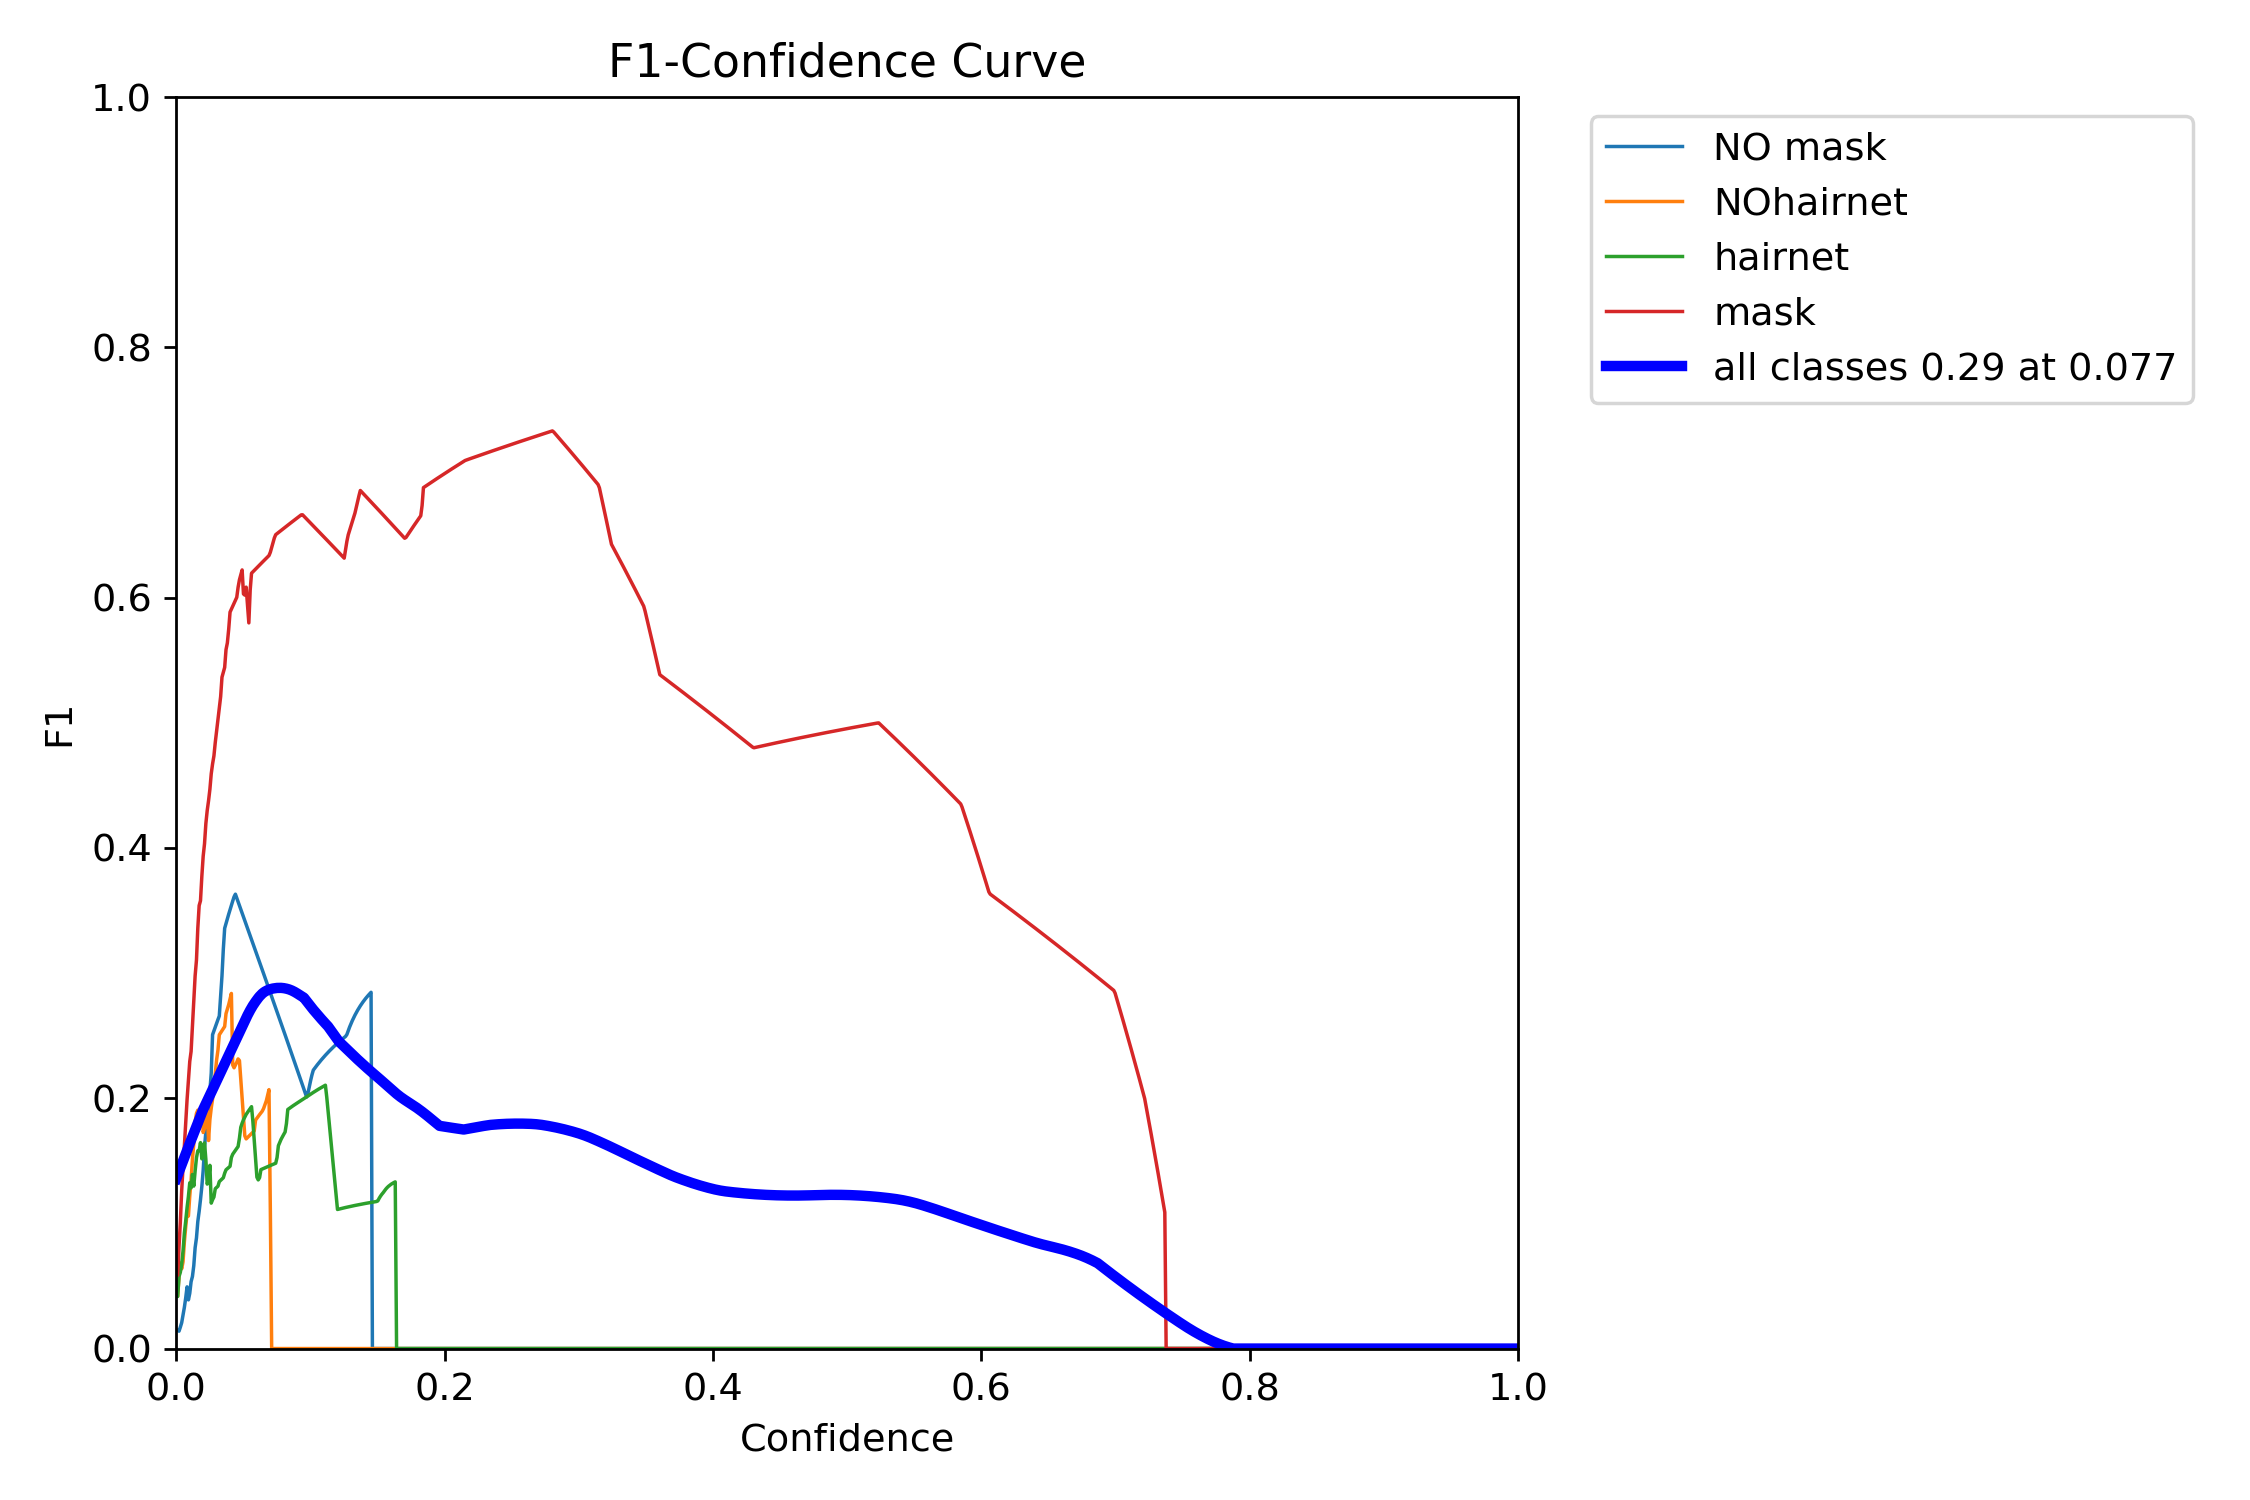 F1-Confidence Curve
1.0
0.8
0.6
0.4
0.2
0.0
F1
0.0 0.2 0.4 0.6 0.8 1.0
Confidence
NO mask
NOhairnet
hairnet
mask
all classes 0.29 at 0.077